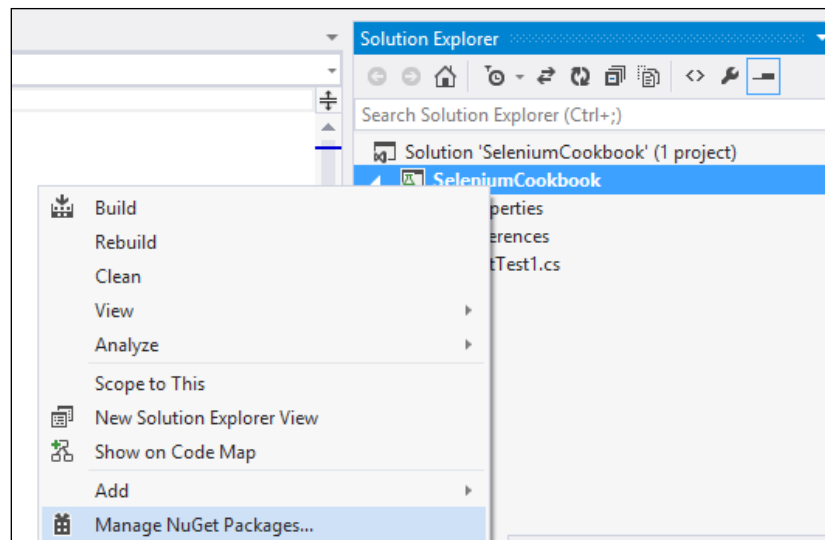 Solution Explorer
Search Solution Explorer (Ctrl+;)
Solution 'SeleniumCookbook' (1 project)
SeleniumCookbook
perties
erences
tTest1.cs
Build
Rebuild
Clean
View
Analyze
Scope to This
New Solution Explorer View
Show on Code Map
Add
Manage NuGet Packages...